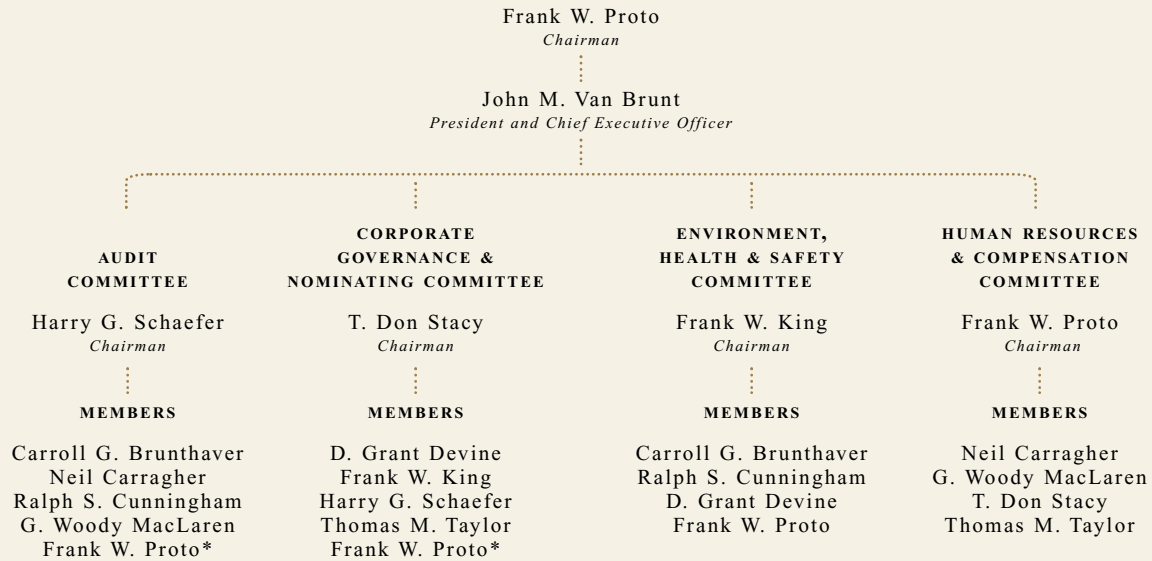 Frank W. Proto
Chairman
John M. Van Brunt
President and Chief Executive Officer
AUDIT
COMMITTEE
Harry G. Schaefer
Chairman
MEMBERS
Carroll G. Brunthaver
Neil Carragher
Ralph S. Cunningham
G. Woody MacLaren
Frank W. Proto*
CORPORATE
GOVERNANCE &
NOMINATING COMMITTEE
T. Don Stacy
Chairman
MEMBERS
D. Grant Devine
Frank W. King
Harry G. Schaefer
Thomas M. Taylor
Frank W. Proto*
ENVIRONMENT,
HEALTH & SAFETY
COMMITTEE
Frank W. King
Chairman
MEMBERS
Carroll G. Brunthaver
Ralph S. Cunningham
D. Grant Devine
Frank W. Proto
HUMAN RESOURCES
& COMPENSATION
COMMITTEE
Frank W. Proto
Chairman
MEMBERS
Neil Carragher
G. Woody MacLaren
T. Don Stacy
Thomas M. Taylor